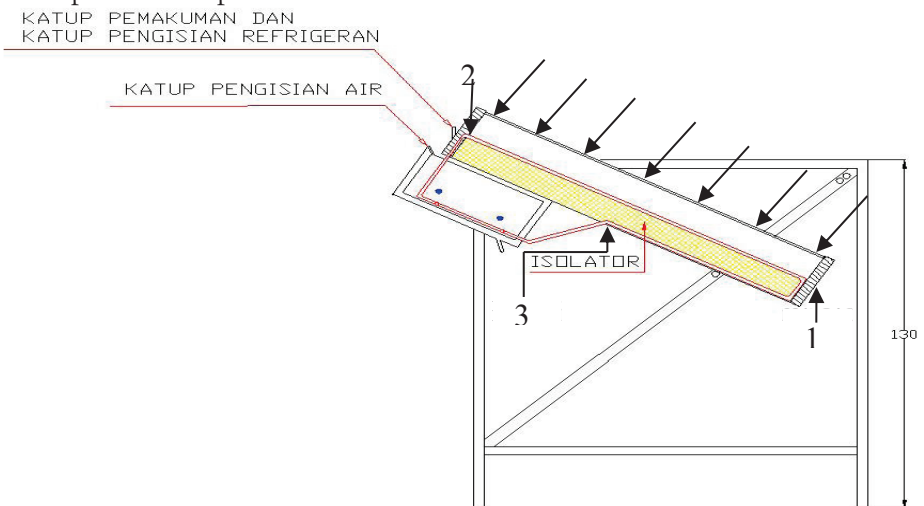 KATUP PEMAKUMAN DAN
KATUP PENGISIAN REFRIGERAN
KATUP PENGISIAN AIR
2
ISOLATOR
3
1
130